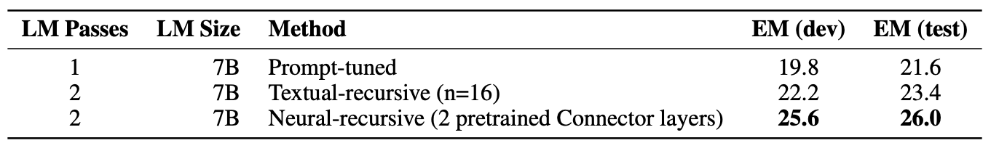 LM Passes LM Size Method EM (dev) EM (test)
1 7B Prompt-tuned 19.8 21.6
2 7B Textual-recursive (n=16) 22.2 23.4
2 7B Neural-recursive (2 pretrained Connector layers) 25.6 26.0